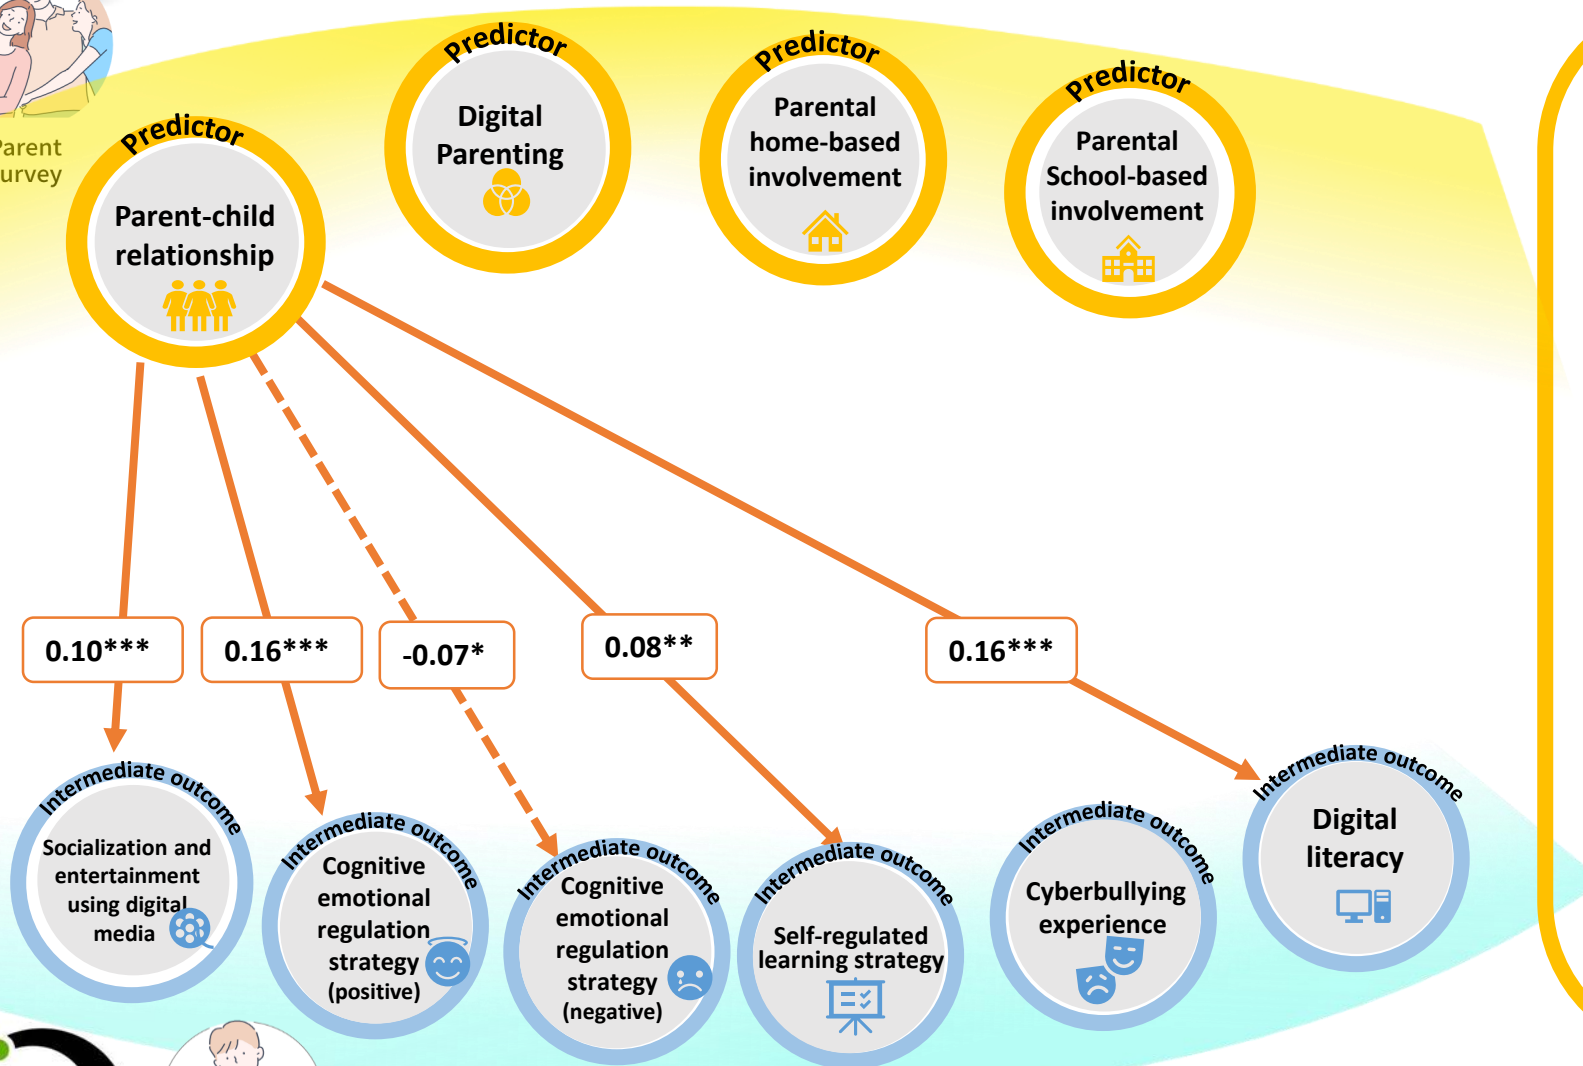 Predictor
Digital
Parenting
Predictor
Parental
home-based
involvement
Predictor
Parental
School-based
involvement
Predictor
Parent-child
relationship
0.10***
0.16***
-0.07*
0.08**
0.16***
Intermediate outcome
Socialization and
entertainment
using digital
media
Intermediate outcome
Cognitive
emotional
regulation
strategy
(positive)
Intermediate outcome
Cognitive
emotional
regulation
strategy
(negative)
Intermediate outcome
Self-regulated
learning strategy
Intermediate outcome
Cyberbullying
experience
Intermediate outcome
Digital
literacy